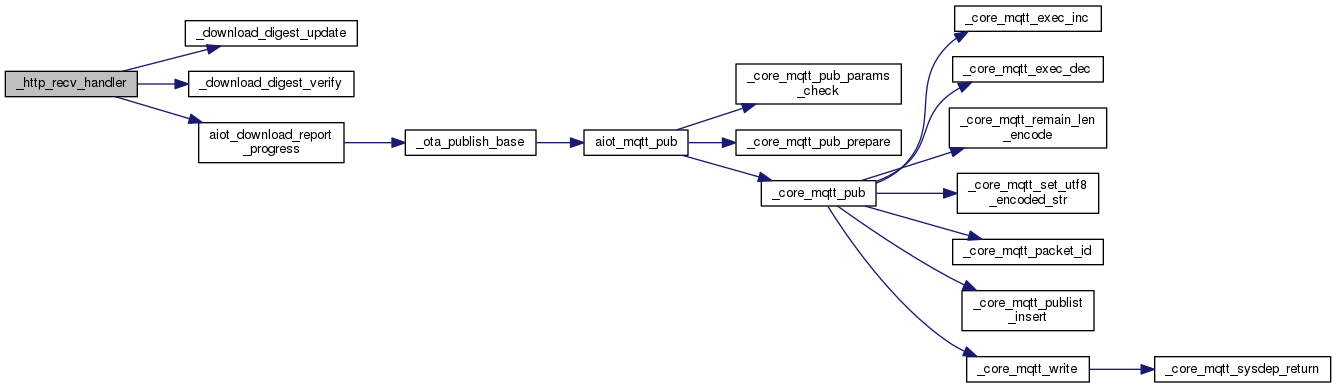 _http_recv_handler
_download_digest_update
_download_digest_verify
aiot_download_report
_progress
_ota_publish_base
aiot_mqtt_pub
_core_mqtt_pub_params
_check
_core_mqtt_pub_prepare
_core_mqtt_pub
_core_mqtt_exec_inc
_core_mqtt_exec_dec
_core_mqtt_remain_len
_encode
_core_mqtt_set_utf8
_encoded_str
_core_mqtt_packet_id
_core_mqtt_publist
_insert
_core_mqtt_write
_core_mqtt_sysdep_return